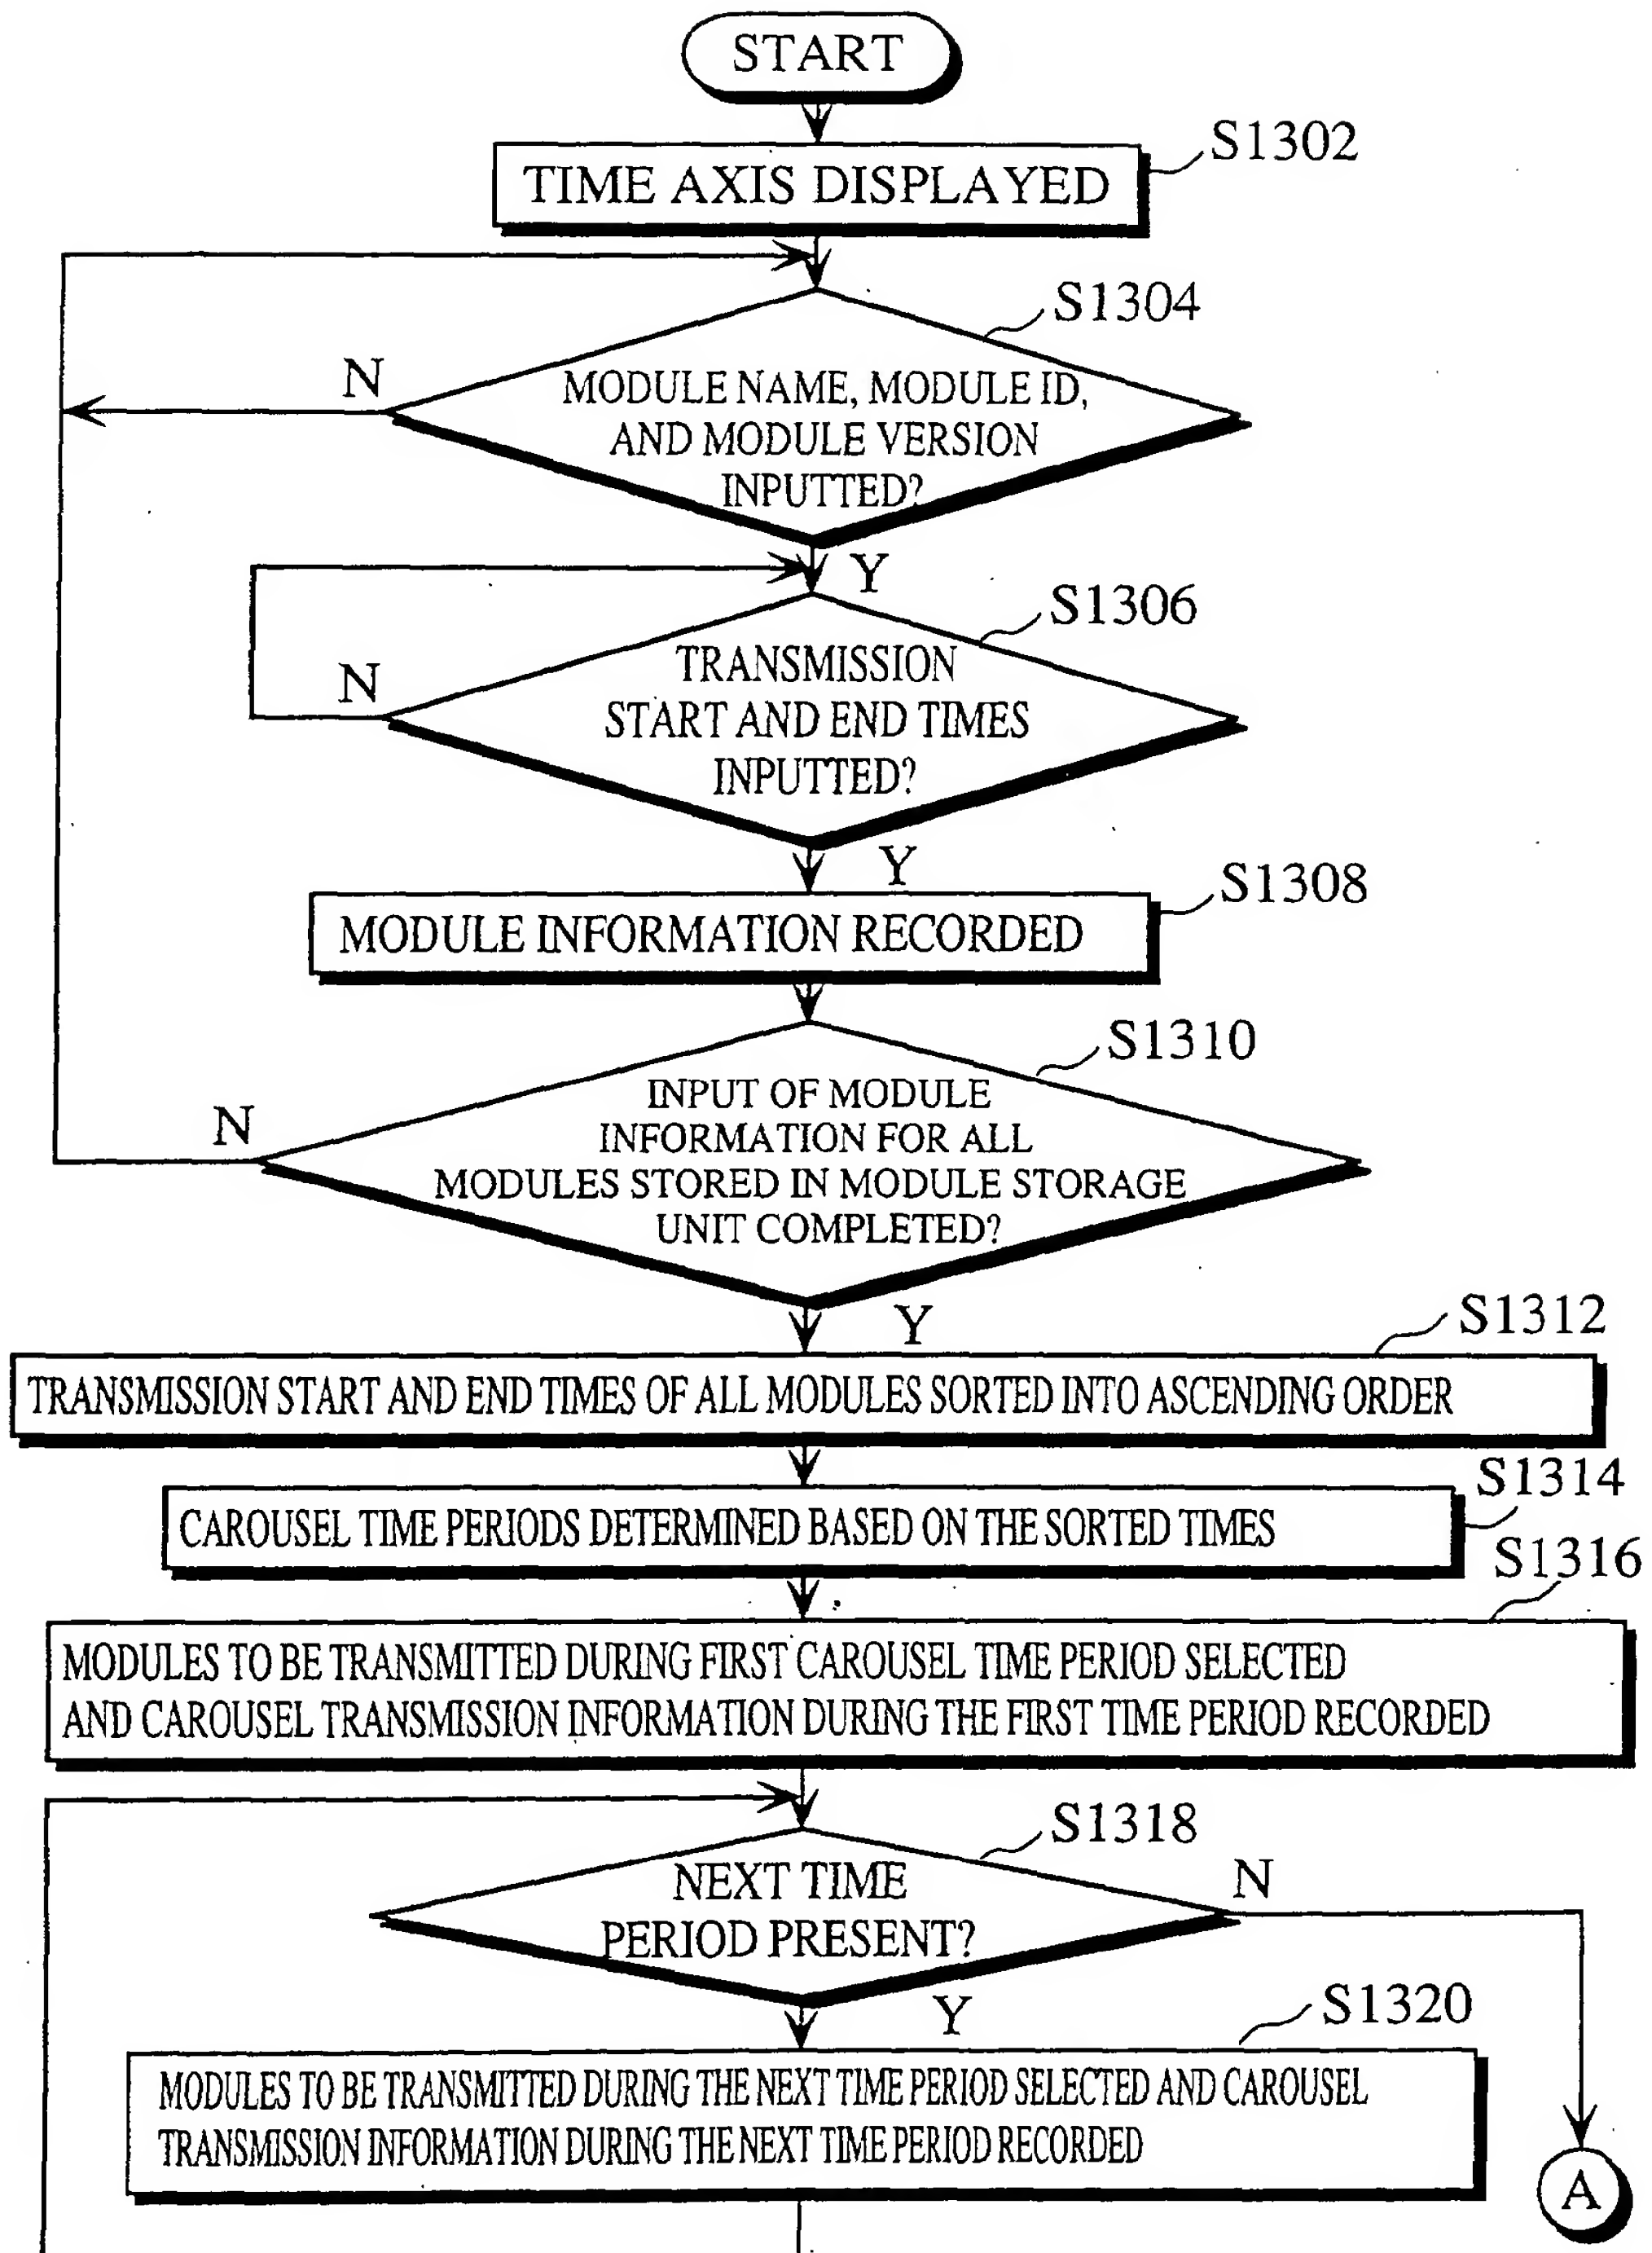 START
S1302
TIME AXIS DISPLAYED
S1304
N
MODULE NAME, MODULE ID,
AND MODULE VERSION
INPUTTED?
Y
S1306
N
TRANSMISSION
START AND END TIMES
INPUTTED?
Y
S1308
MODULE INFORMATION RECORDED
S1310
N
INPUT OF MODULE
INFORMATION FOR ALL
MODULES STORED IN MODULE STORAGE
UNIT COMPLETED?
Y
S1312
TRANSMISSION START AND END TIMES OF ALL MODULES SORTED INTO ASCENDING ORDER
S1314
CAROUSEL TIME PERIODS DETERMINED BASED ON THE SORTED TIMES
S1316
MODULES TO BE TRANSMITTED DURING FIRST CAROUSEL TIME PERIOD SELECTED
AND CAROUSEL TRANSMISSION INFORMATION DURING THE FIRST TIME PERIOD RECORDED
S1318
N
NEXT TIME
PERIOD PRESENT?
Y
S1320
MODULES TO BE TRANSMITTED DURING THE NEXT TIME PERIOD SELECTED AND CAROUSEL
TRANSMISSION INFORMATION DURING THE NEXT TIME PERIOD RECORDED
A